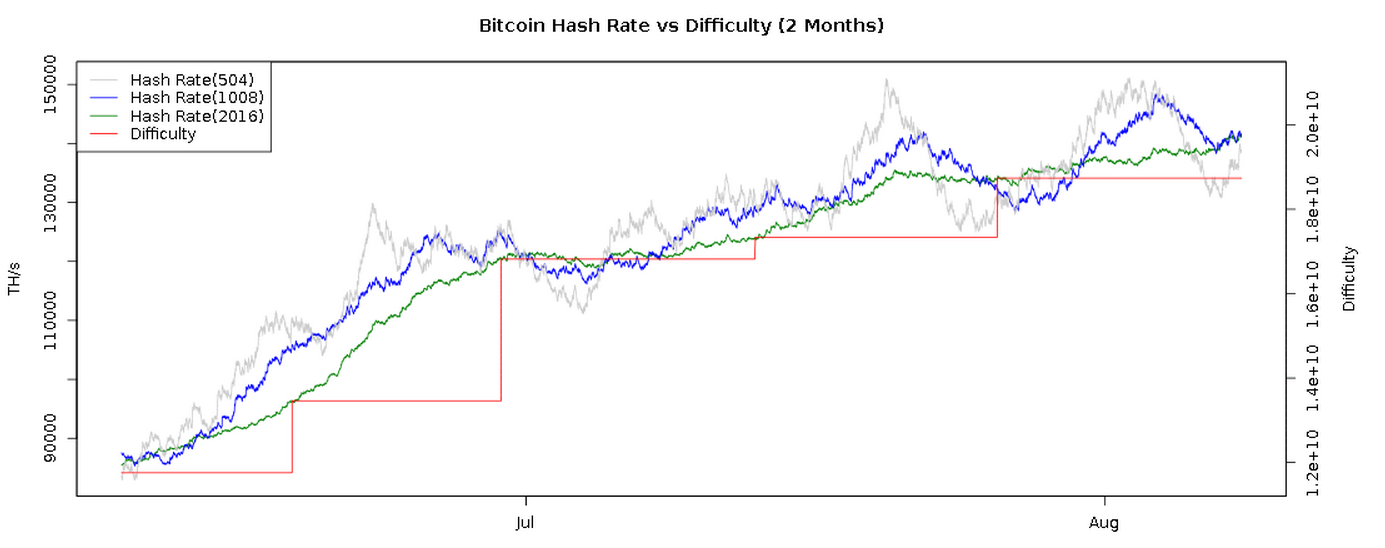 Bitcoin Hash Rate vs Difficulty (2 Months)
Hash Rate(504)
Hash Rate(1008)
Hash Rate(2016)
Difficulty
TH/s
150000
130000
110000
90000
Difficulty
2.0e+10
1.8e+10
1.6e+10
1.4e+10
1.2e+10
Jul
Aug